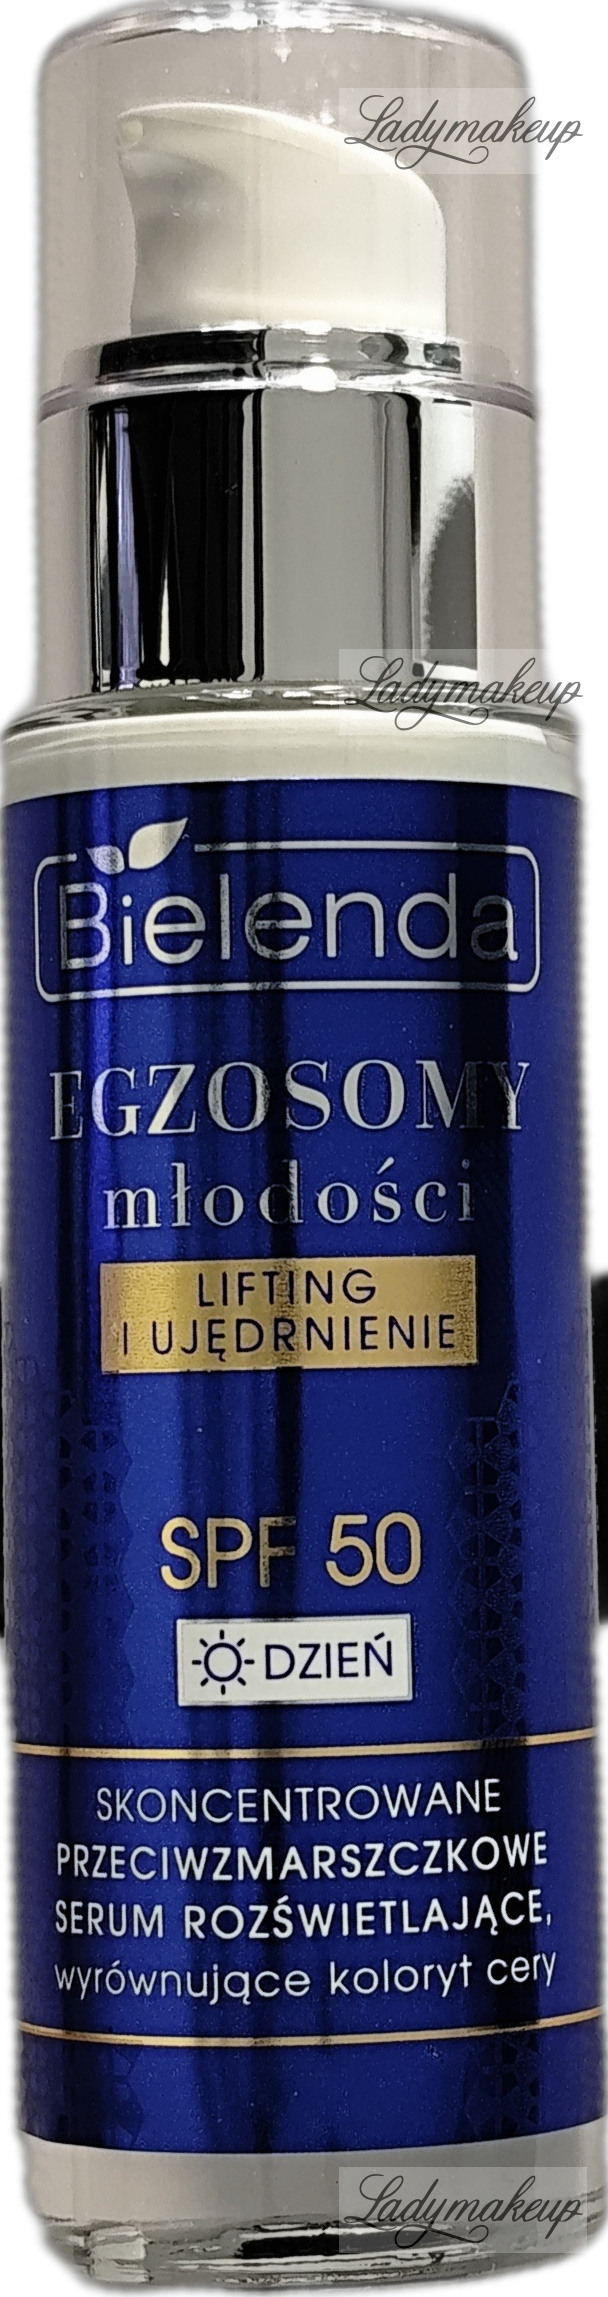 Ladymakeup
Ladymakeup
Bielenda
EGZOSOMY
młodości
LIFTING
I UJĘDRNIENIE
SPF 50
DZIEŃ
SKONCENTROWANE
PRZECIWZMARSZCZKOWE
SERUM ROZŚWIETLAJĄCE,
wyrównujące koloryt cery
Ladymakeup